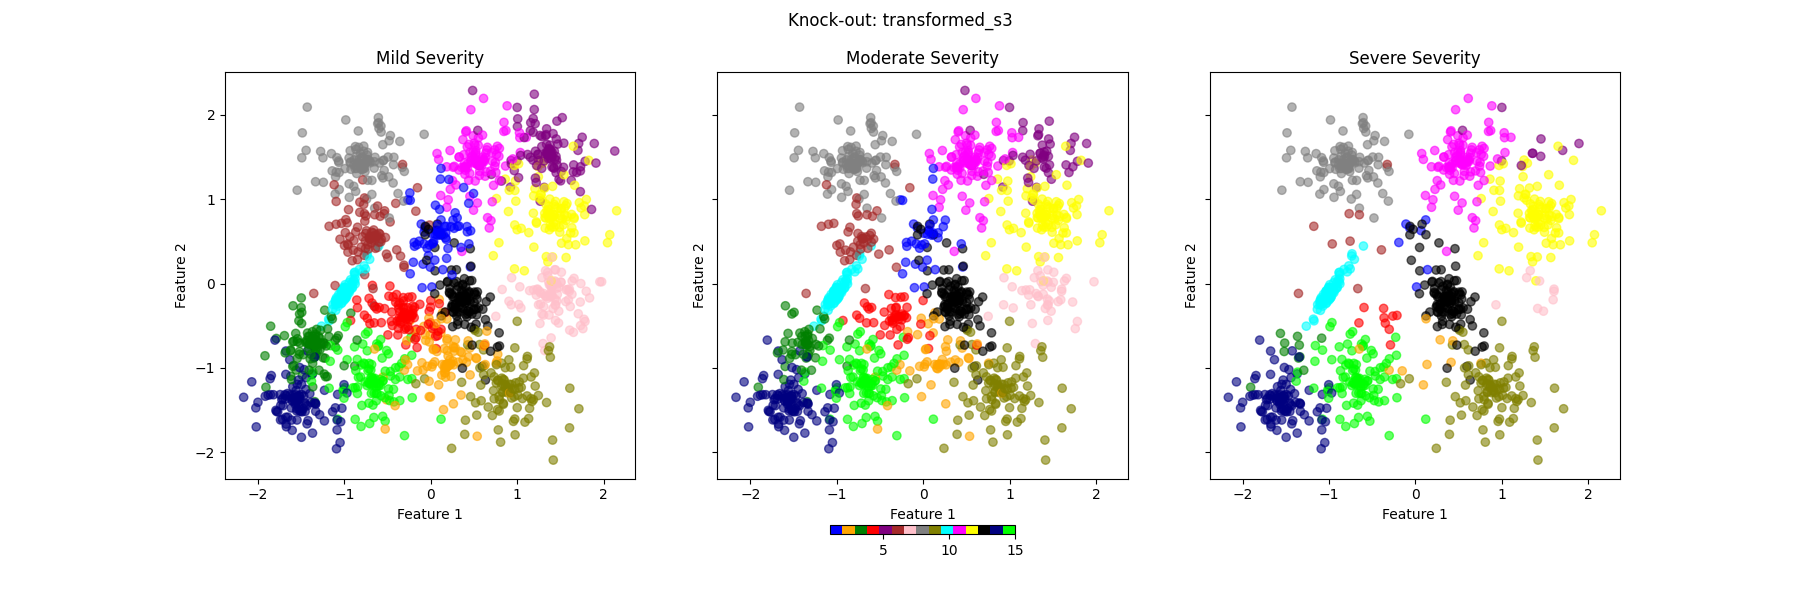 Knock-out: transformed_s3
Mild Severity
Moderate Severity
Severe Severity
Feature 2
2
1
0
−1
−2
−2 −1 0 1 2
Feature 1
Feature 2
−2 −1 0 1 2
Feature 1
Feature 2
−2 −1 0 1 2
Feature 1
5 10 15